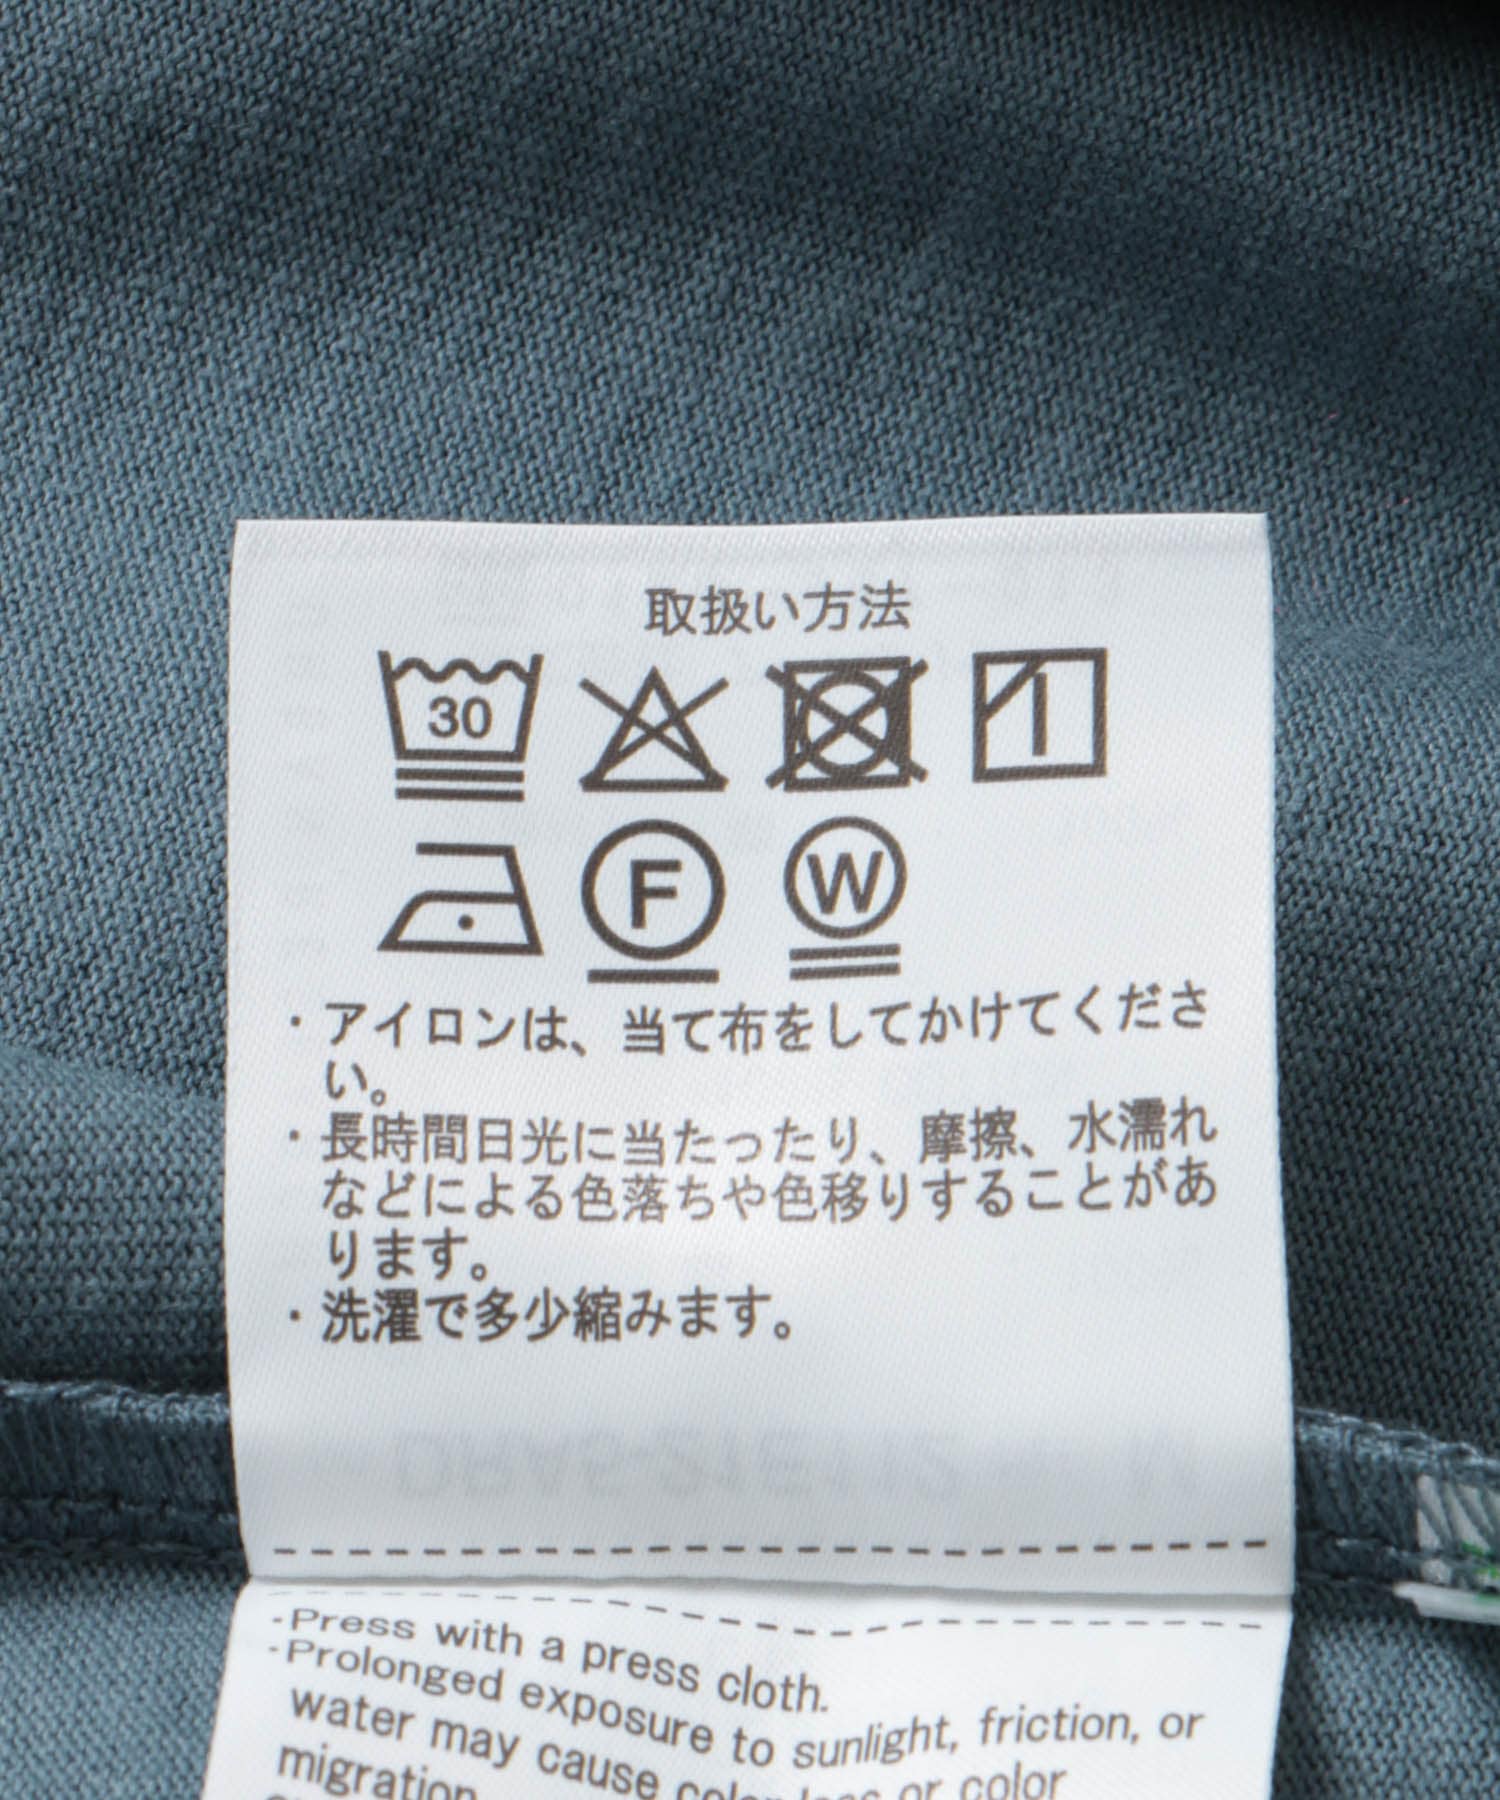 取扱い方法
30
F
W
・アイロンは、当て布をしてかけてくださ
い。
・長時間日光に当たったり、摩擦、水濡れ
などによる色落ちや色移りすることがあ
ります。
・洗濯で多少縮みます。
-Press with a press cloth.
-Prolonged exposure to sunlight, friction, or
water may cause color loss or color
migration.